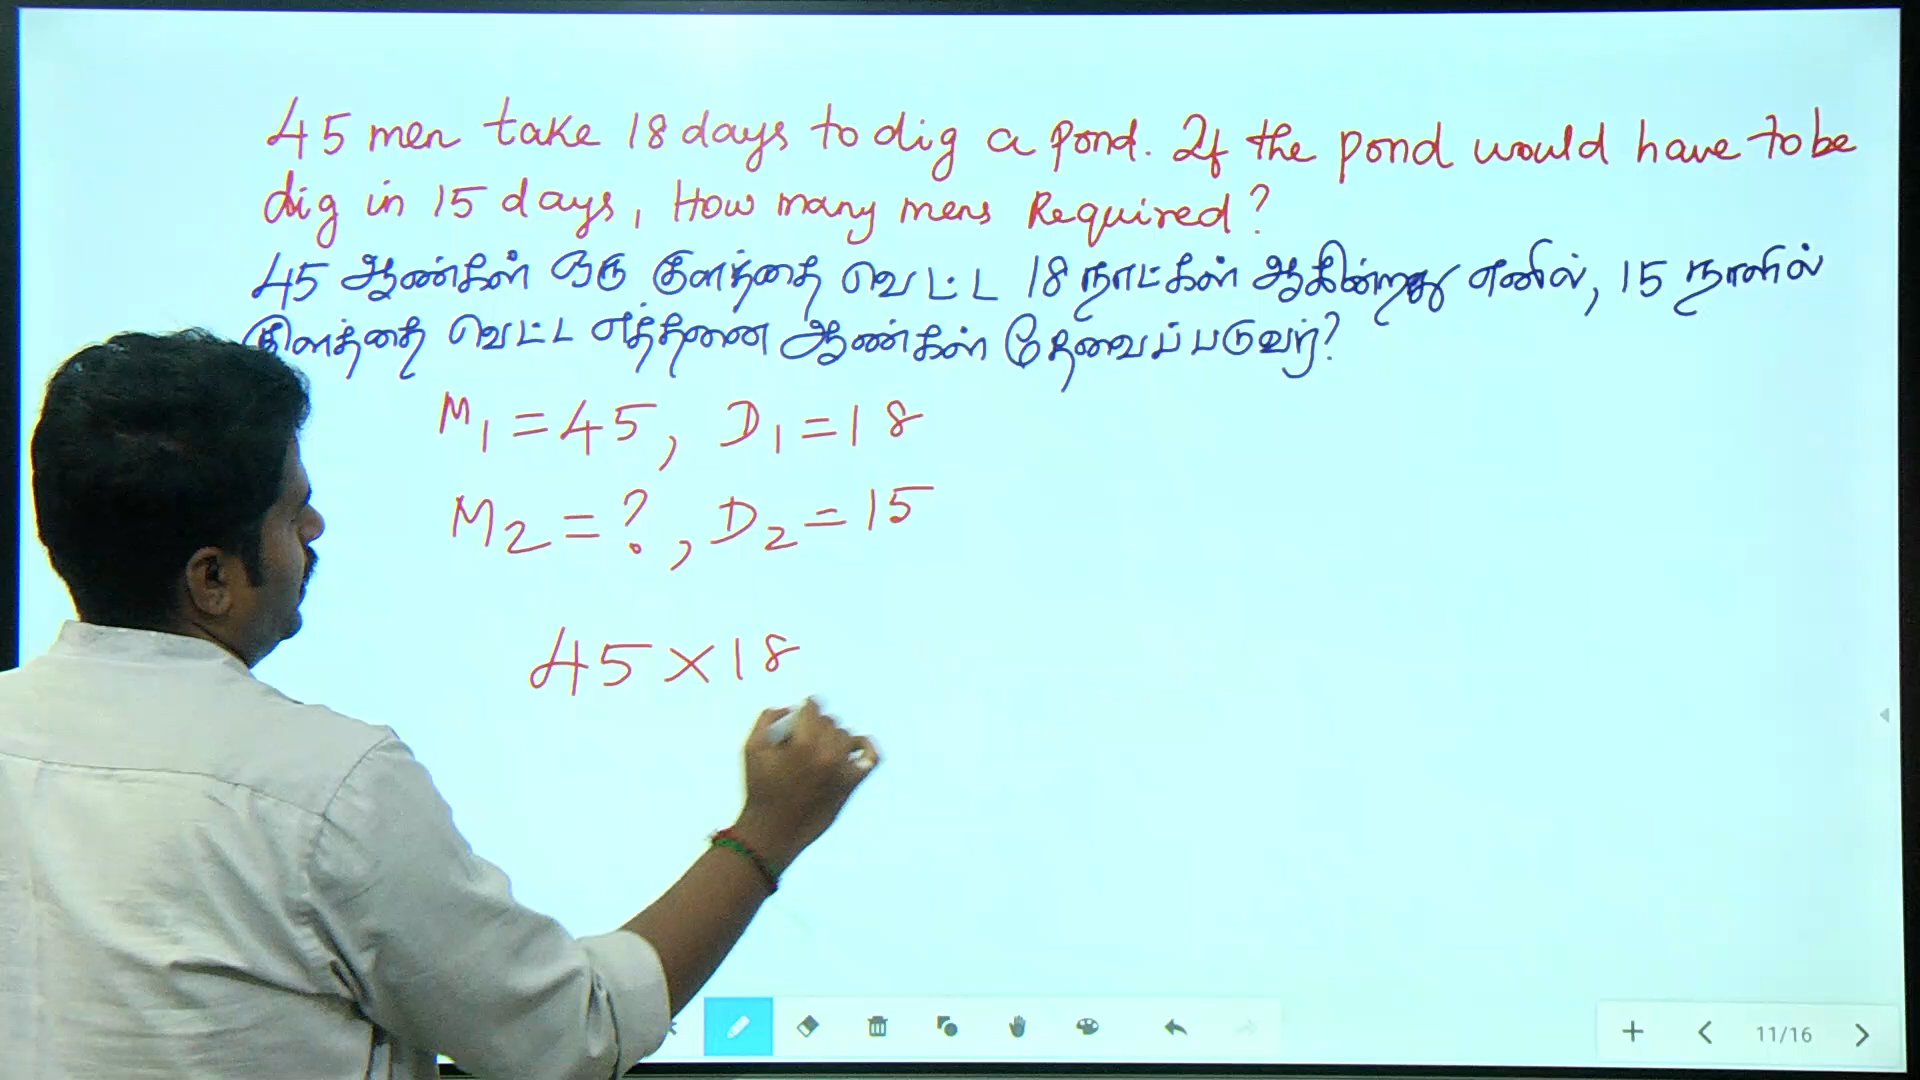 45 men take 18 days to dig a pond. If the pond would have to be
dig in 15 days, How many mens Required?
45 ஆண்கள் ஒரு குளத்தை வெட்ட 18 நாட்கள் ஆகின்றது எனில், 15 நாளில்
குளத்தை வெட்ட எத்தனை ஆண்கள் தேவைப்படுவர்?
M₁ = 45, D₁ = 18
M₂ = ?, D₂ = 15
45 × 18
11/16